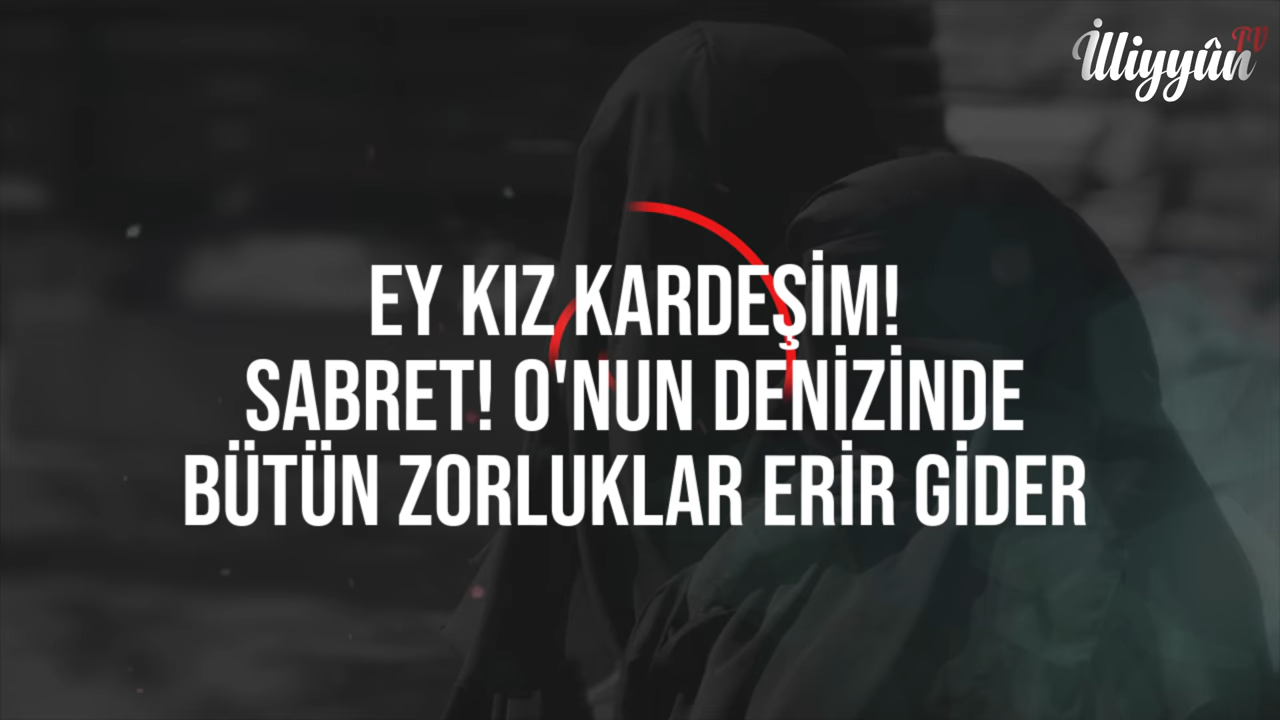 İlliyyûn TV
EY KIZ KARDEŞİM!
SABRET! O'NUN DENİZİNDE
BÜTÜN ZORLUKLAR ERİR GİDER